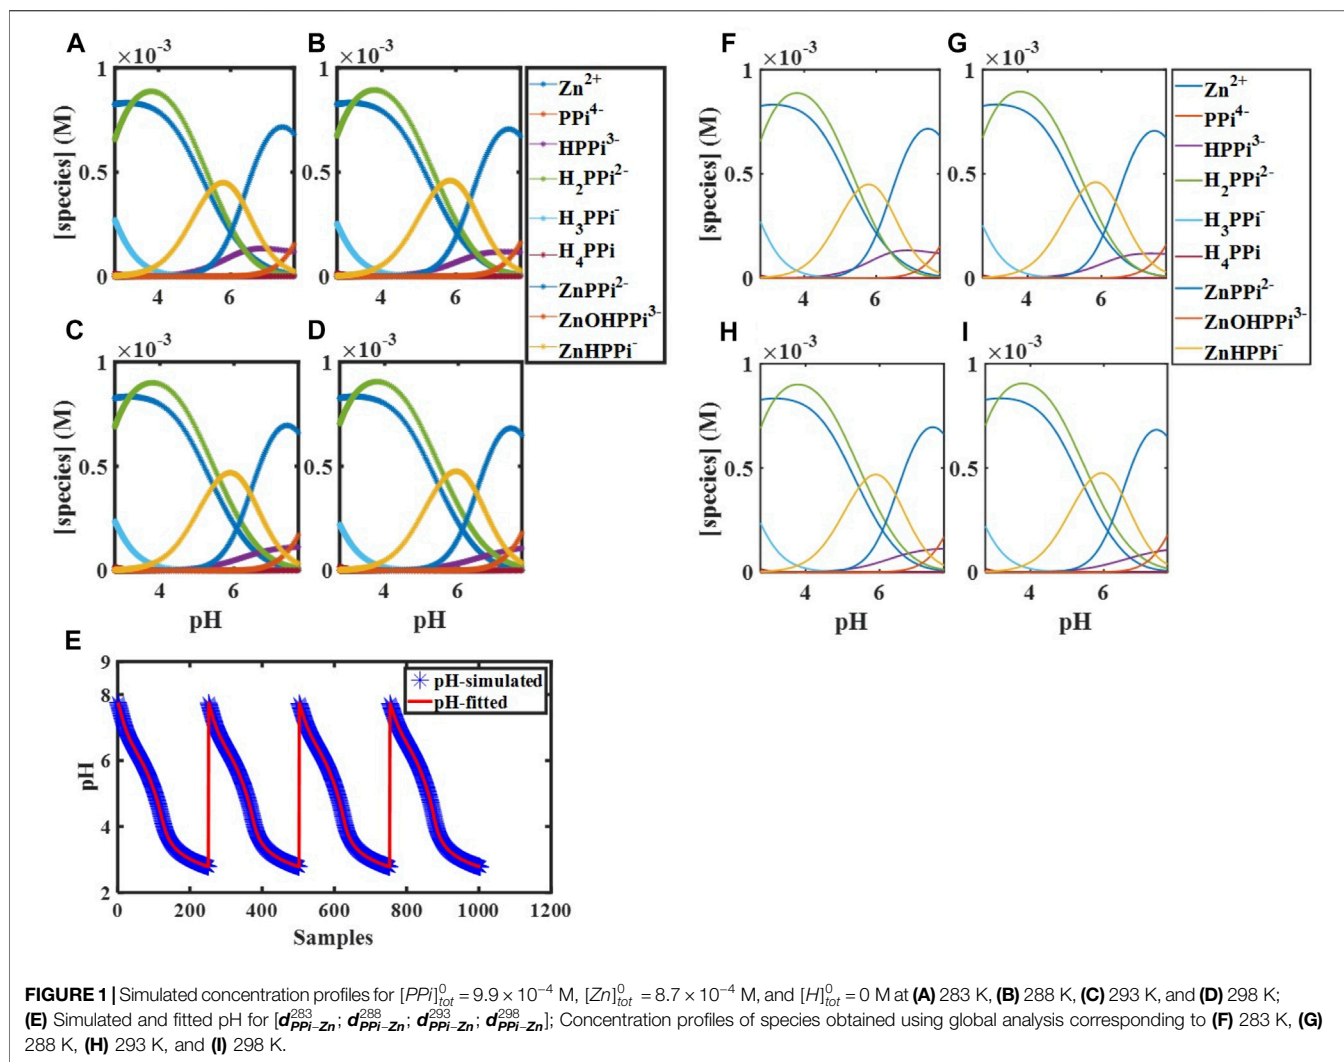 A
×10⁻³
1
0.5
0
4
6
[species] (M)
B
×10⁻³
1
0.5
0
4
6
Zn²⁺
PPi⁴⁻
HPPi³⁻
H₂PPi²⁻
H₃PPi⁻
H₄PPi
ZnPPi²⁻
ZnOHPPi³⁻
ZnHPPi⁻
C
×10⁻³
1
0.5
0
4
6
[species] (M)
pH
D
×10⁻³
1
0.5
0
4
6
pH
E
9
8
6
4
2
pH
0
200
400
600
800
1000
1200
Samples
pH-simulated
pH-fitted
F
×10⁻³
1
0.5
0
4
6
[species] (M)
G
×10⁻³
1
0.5
0
4
6
Zn²⁺
PPi⁴⁻
HPPi³⁻
H₂PPi²⁻
H₃PPi⁻
H₄PPi
ZnPPi²⁻
ZnOHPPi³⁻
ZnHPPi⁻
H
×10⁻³
1
0.5
0
4
6
[species] (M)
pH
I
×10⁻³
1
0.5
0
4
6
pH
FIGURE 1 | Simulated concentration profiles for [PPi]⁰tot = 9.9 × 10⁻⁴ M, [Zn]⁰tot = 8.7 × 10⁻⁴ M, and [H]⁰tot = 0 M at (A) 283 K, (B) 288 K, (C) 293 K, and (D) 298 K;
(E) Simulated and fitted pH for [d²⁸³PPi−Zn; d²⁸⁸PPi−Zn; d²⁹³PPi−Zn; d²⁹⁸PPi−Zn]; Concentration profiles of species obtained using global analysis corresponding to (F) 283 K, (G)
288 K, (H) 293 K, and (I) 298 K.